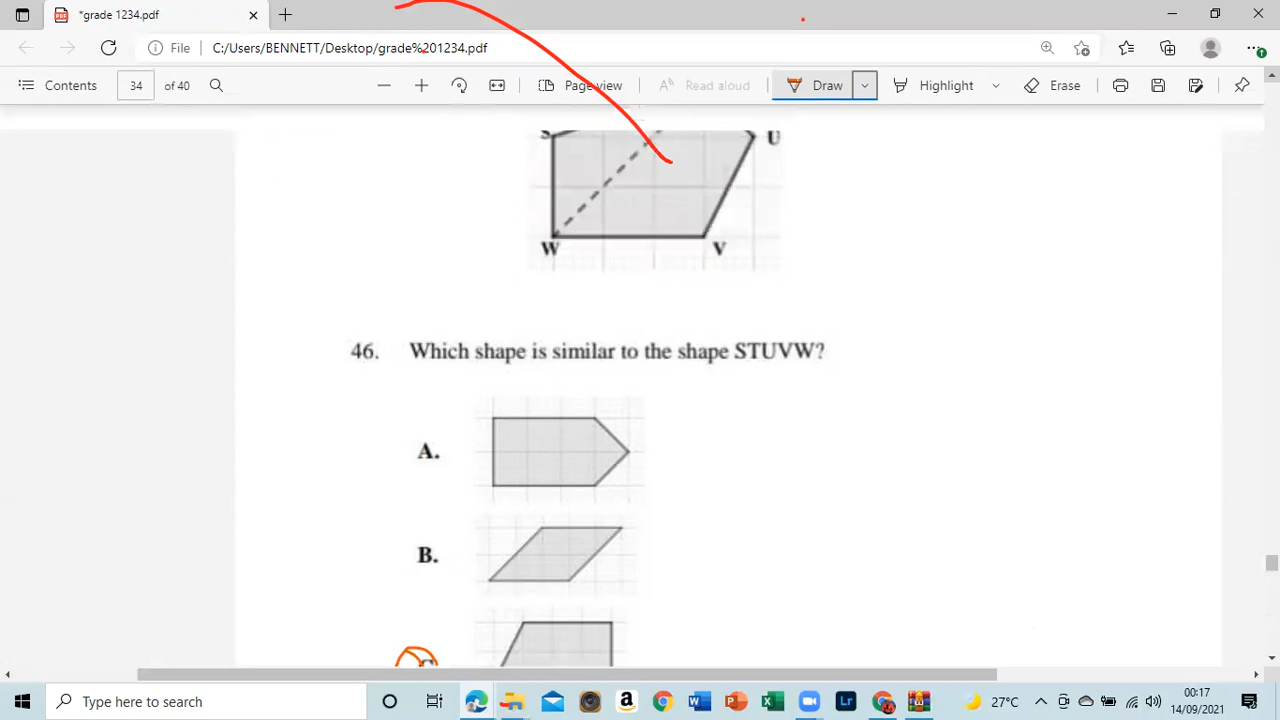 *grade 1234.pdf
File C:/Users/BENNETT/Desktop/grade%201234.pdf
Contents 34 of 40 Page view Read aloud Draw Highlight Erase
S U
W V
46. Which shape is similar to the shape STUVW?
A.
B.
C
Type here to search 27°C 00:17
14/09/2021